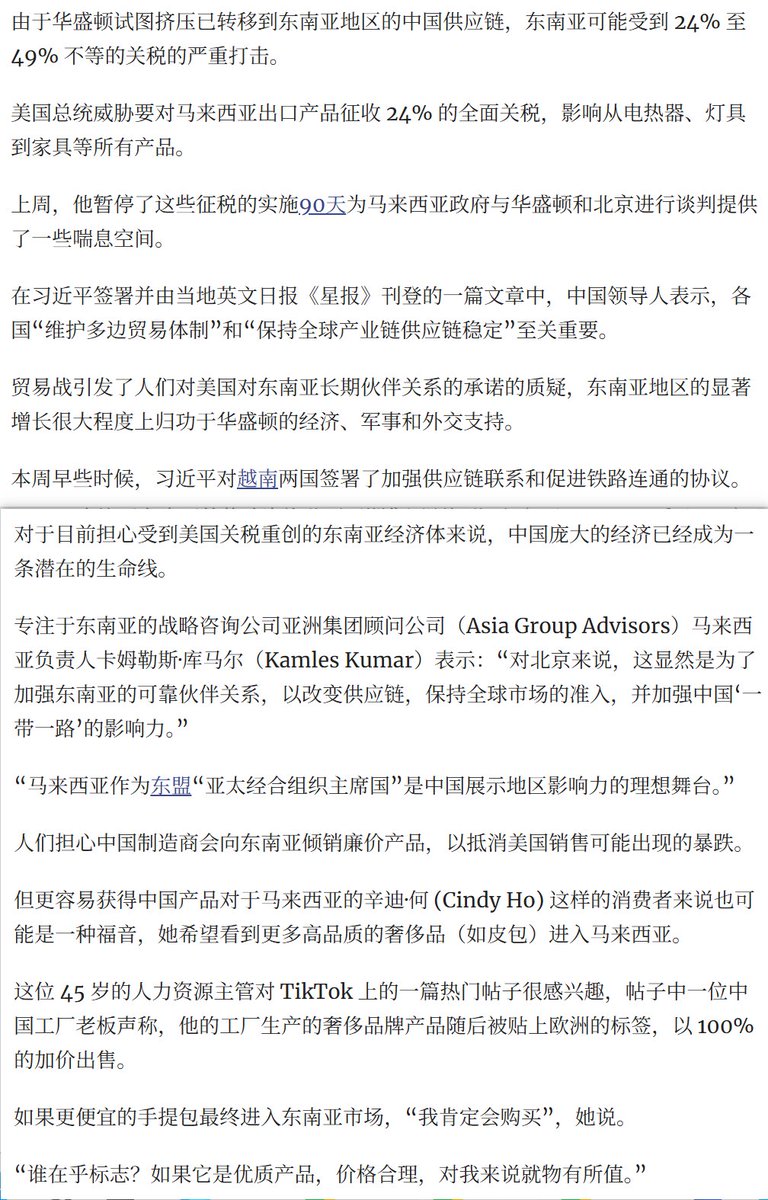 由于华盛顿试图挤压已转移到东南亚地区的中国供应链，东南亚可能受到 24% 至
49% 不等的关税的严重打击。
美国总统威胁要对马来西亚出口产品征收 24% 的全面关税，影响从电热器、灯具
到家具等所有产品。
上周，他暂停了这些征税的实施90天为马来西亚政府与华盛顿和北京进行谈判提供
了一些喘息空间。
在习近平签署并由当地英文日报《星报》刊登的一篇文章中，中国领导人表示，各
国“维护多边贸易体制”和“保持全球产业链供应链稳定”至关重要。
贸易战引发了人们对美国对东南亚长期伙伴关系的承诺的质疑，东南亚地区的显著
增长很大程度上归功于华盛顿的经济、军事和外交支持。
本周早些时候，习近平对越南两国签署了加强供应链联系和促进铁路连通的协议。
对于目前担心受到美国关税重创的东南亚经济体来说，中国庞大的经济已经成为一
条潜在的生命线。
专注于东南亚的战略咨询公司亚洲集团顾问公司（Asia Group Advisors）马来西
亚负责人卡姆勒斯·库马尔（Kamles Kumar）表示：“对北京来说，这显然是为了
加强东南亚的可靠伙伴关系，以改变供应链，保持全球市场的准入，并加强中国‘一
带一路’的影响力。”
“马来西亚作为东盟“亚太经合组织主席国”是中国展示地区影响力的理想舞台。”
人们担心中国制造商会向东南亚倾销廉价产品，以抵消美国销售可能出现的暴跌。
但更容易获得中国产品对于马来西亚的辛迪·何 (Cindy Ho) 这样的消费者来说也可
能是一种福音，她希望看到更多高品质的奢侈品（如皮包）进入马来西亚。
这位 45 岁的人力资源主管对 TikTok 上的一篇热门帖子很感兴趣，帖子中一位中
国工厂老板声称，他的工厂生产的奢侈品牌产品随后被贴上欧洲的标签，以 100%
的加价出售。
如果更便宜的手提包最终进入东南亚市场，“我肯定会购买”，她说。
“谁在乎标志？如果它是优质产品，价格合理，对我来说就物有所值。”